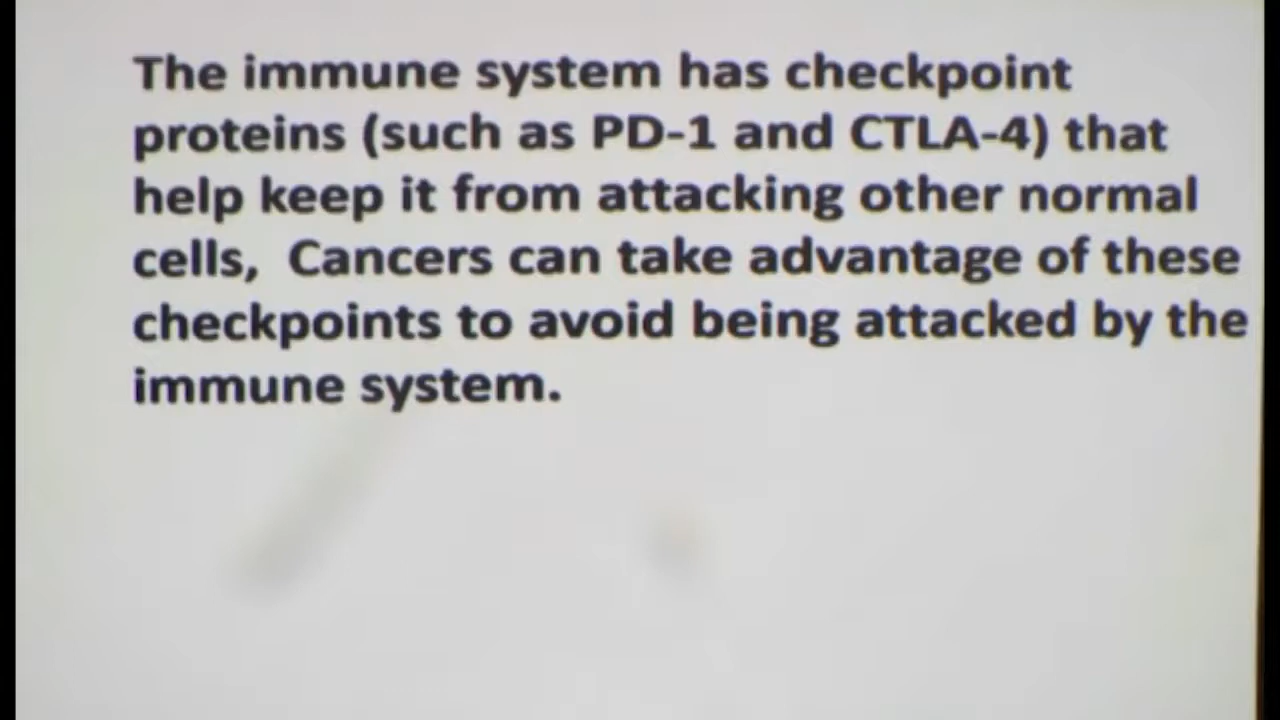 The immune system has checkpoint
proteins (such as PD-1 and CTLA-4) that
help keep it from attacking other normal
cells,  Cancers can take advantage of these
checkpoints to avoid being attacked by the
immune system.